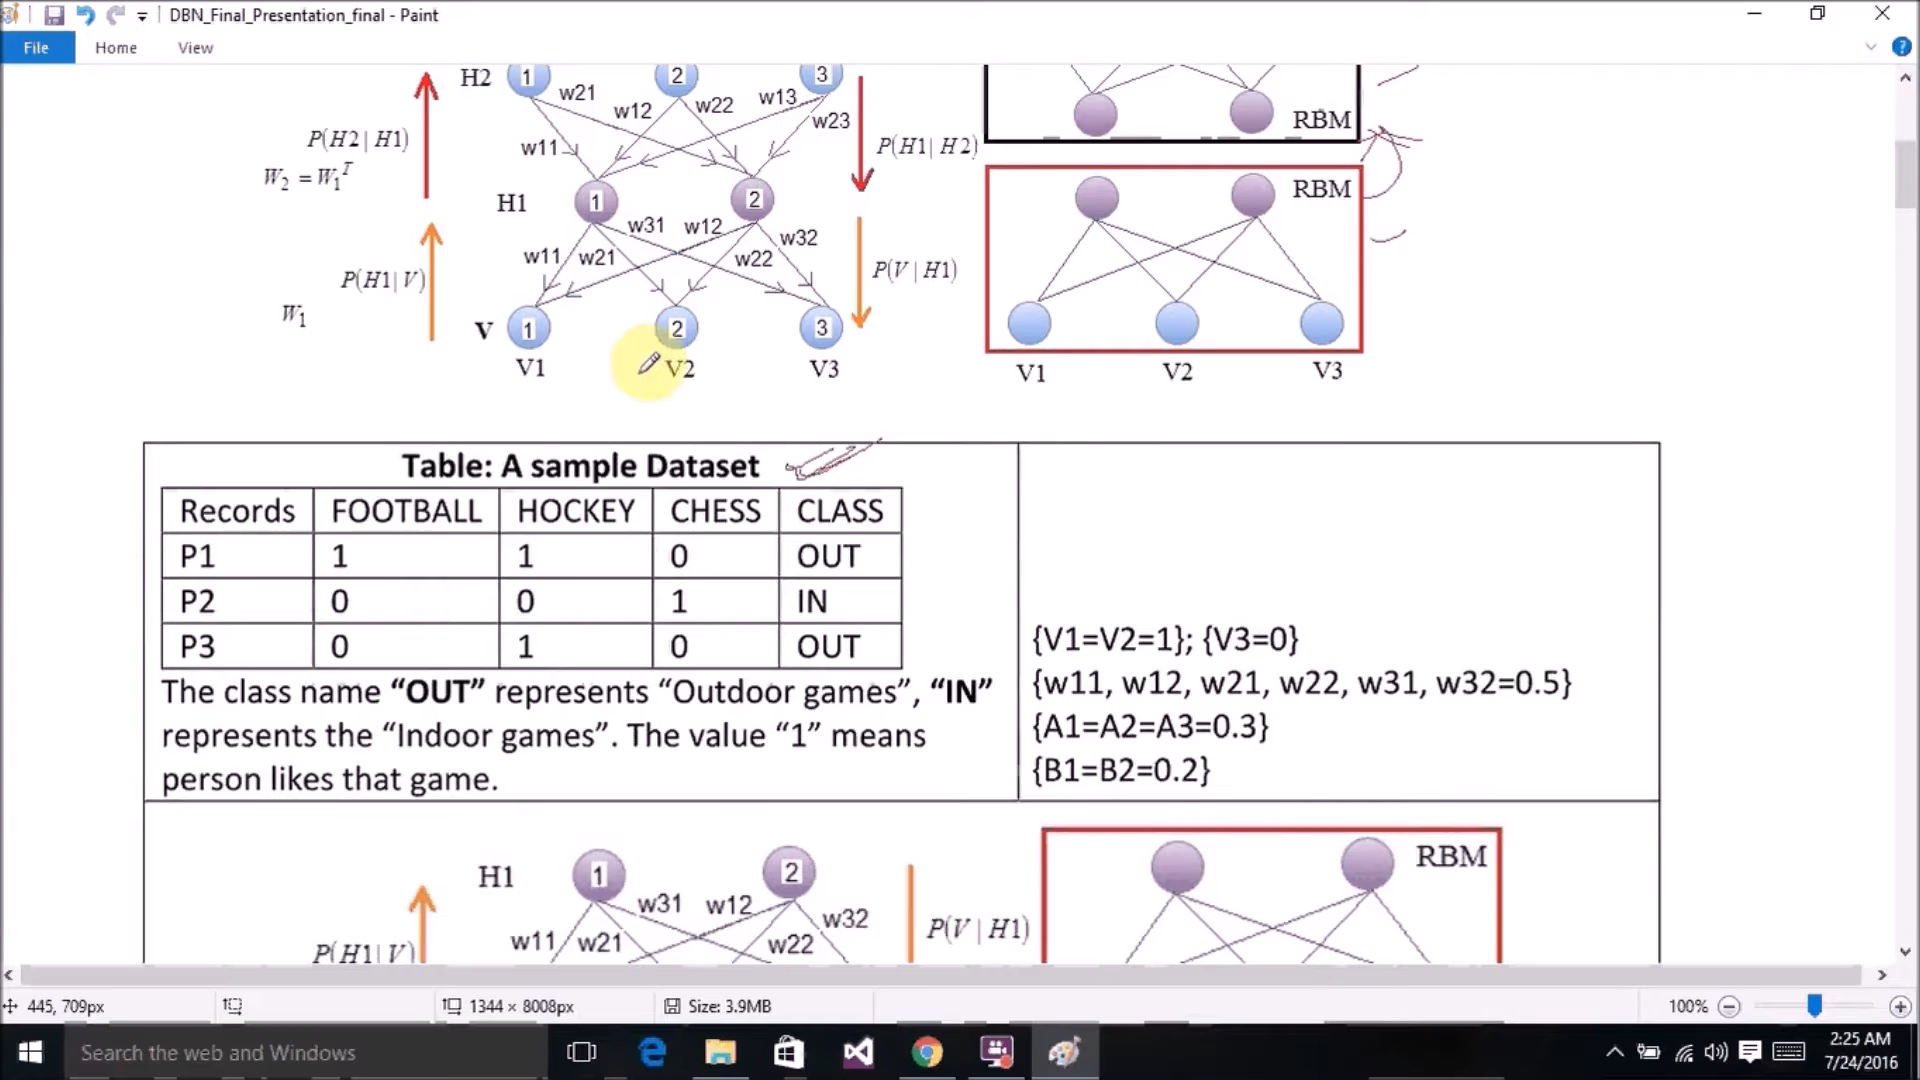 DBN_Final_Presentation_final - Paint
File Home View
H2 1 2 3
w21 w12 w22 w13 w23
w11
P(H2 | H1)
W2 = W1^T
P(H1 | H2)
RBM
H1 1 2
w31 w12 w32
w11 w21 w22
P(H1 | V)
W1
P(V | H1)
V 1 2 3
V1 V2 V3
RBM
V1 V2 V3
Table: A sample Dataset
Records FOOTBALL HOCKEY CHESS CLASS
P1 1 1 0 OUT
P2 0 0 1 IN
P3 0 1 0 OUT
The class name “OUT” represents “Outdoor games”, “IN”
represents the “Indoor games”. The value “1” means
person likes that game.
{V1=V2=1}; {V3=0}
{w11, w12, w21, w22, w31, w32=0.5}
{A1=A2=A3=0.3}
{B1=B2=0.2}
H1 1 2
w31 w12 w32
w11 w21 w22
P(H1 | V)
P(V | H1)
RBM
445, 709px
1344 × 8008px
Size: 3.9MB
100%
Search the web and Windows
2:25 AM
7/24/2016